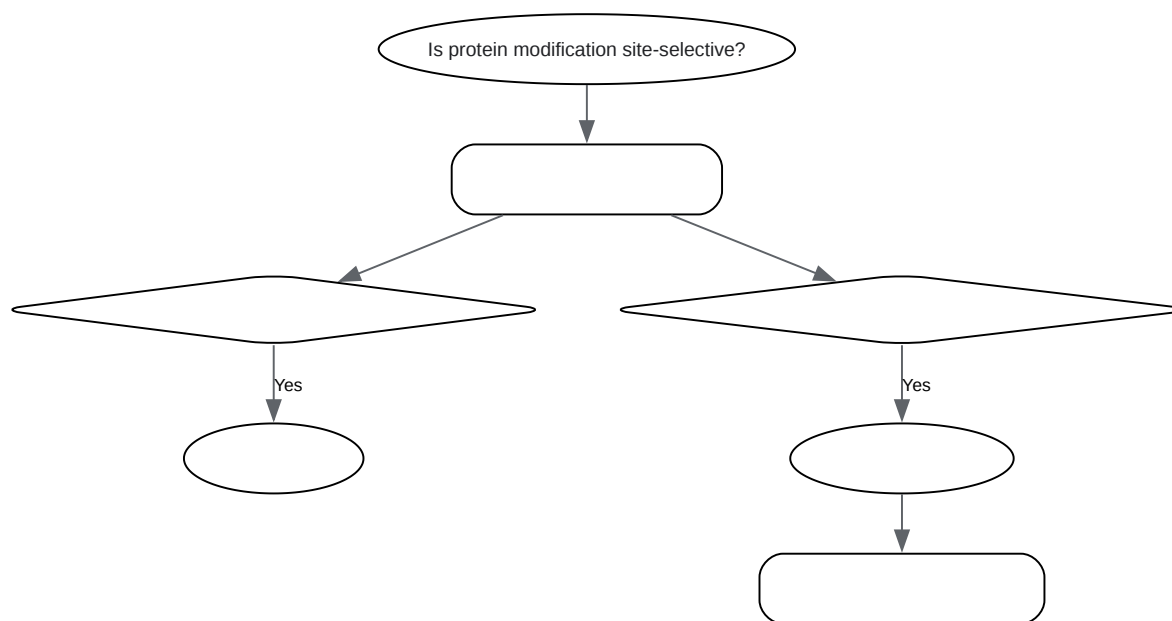 Is protein modification site-selective?
Yes
Yes